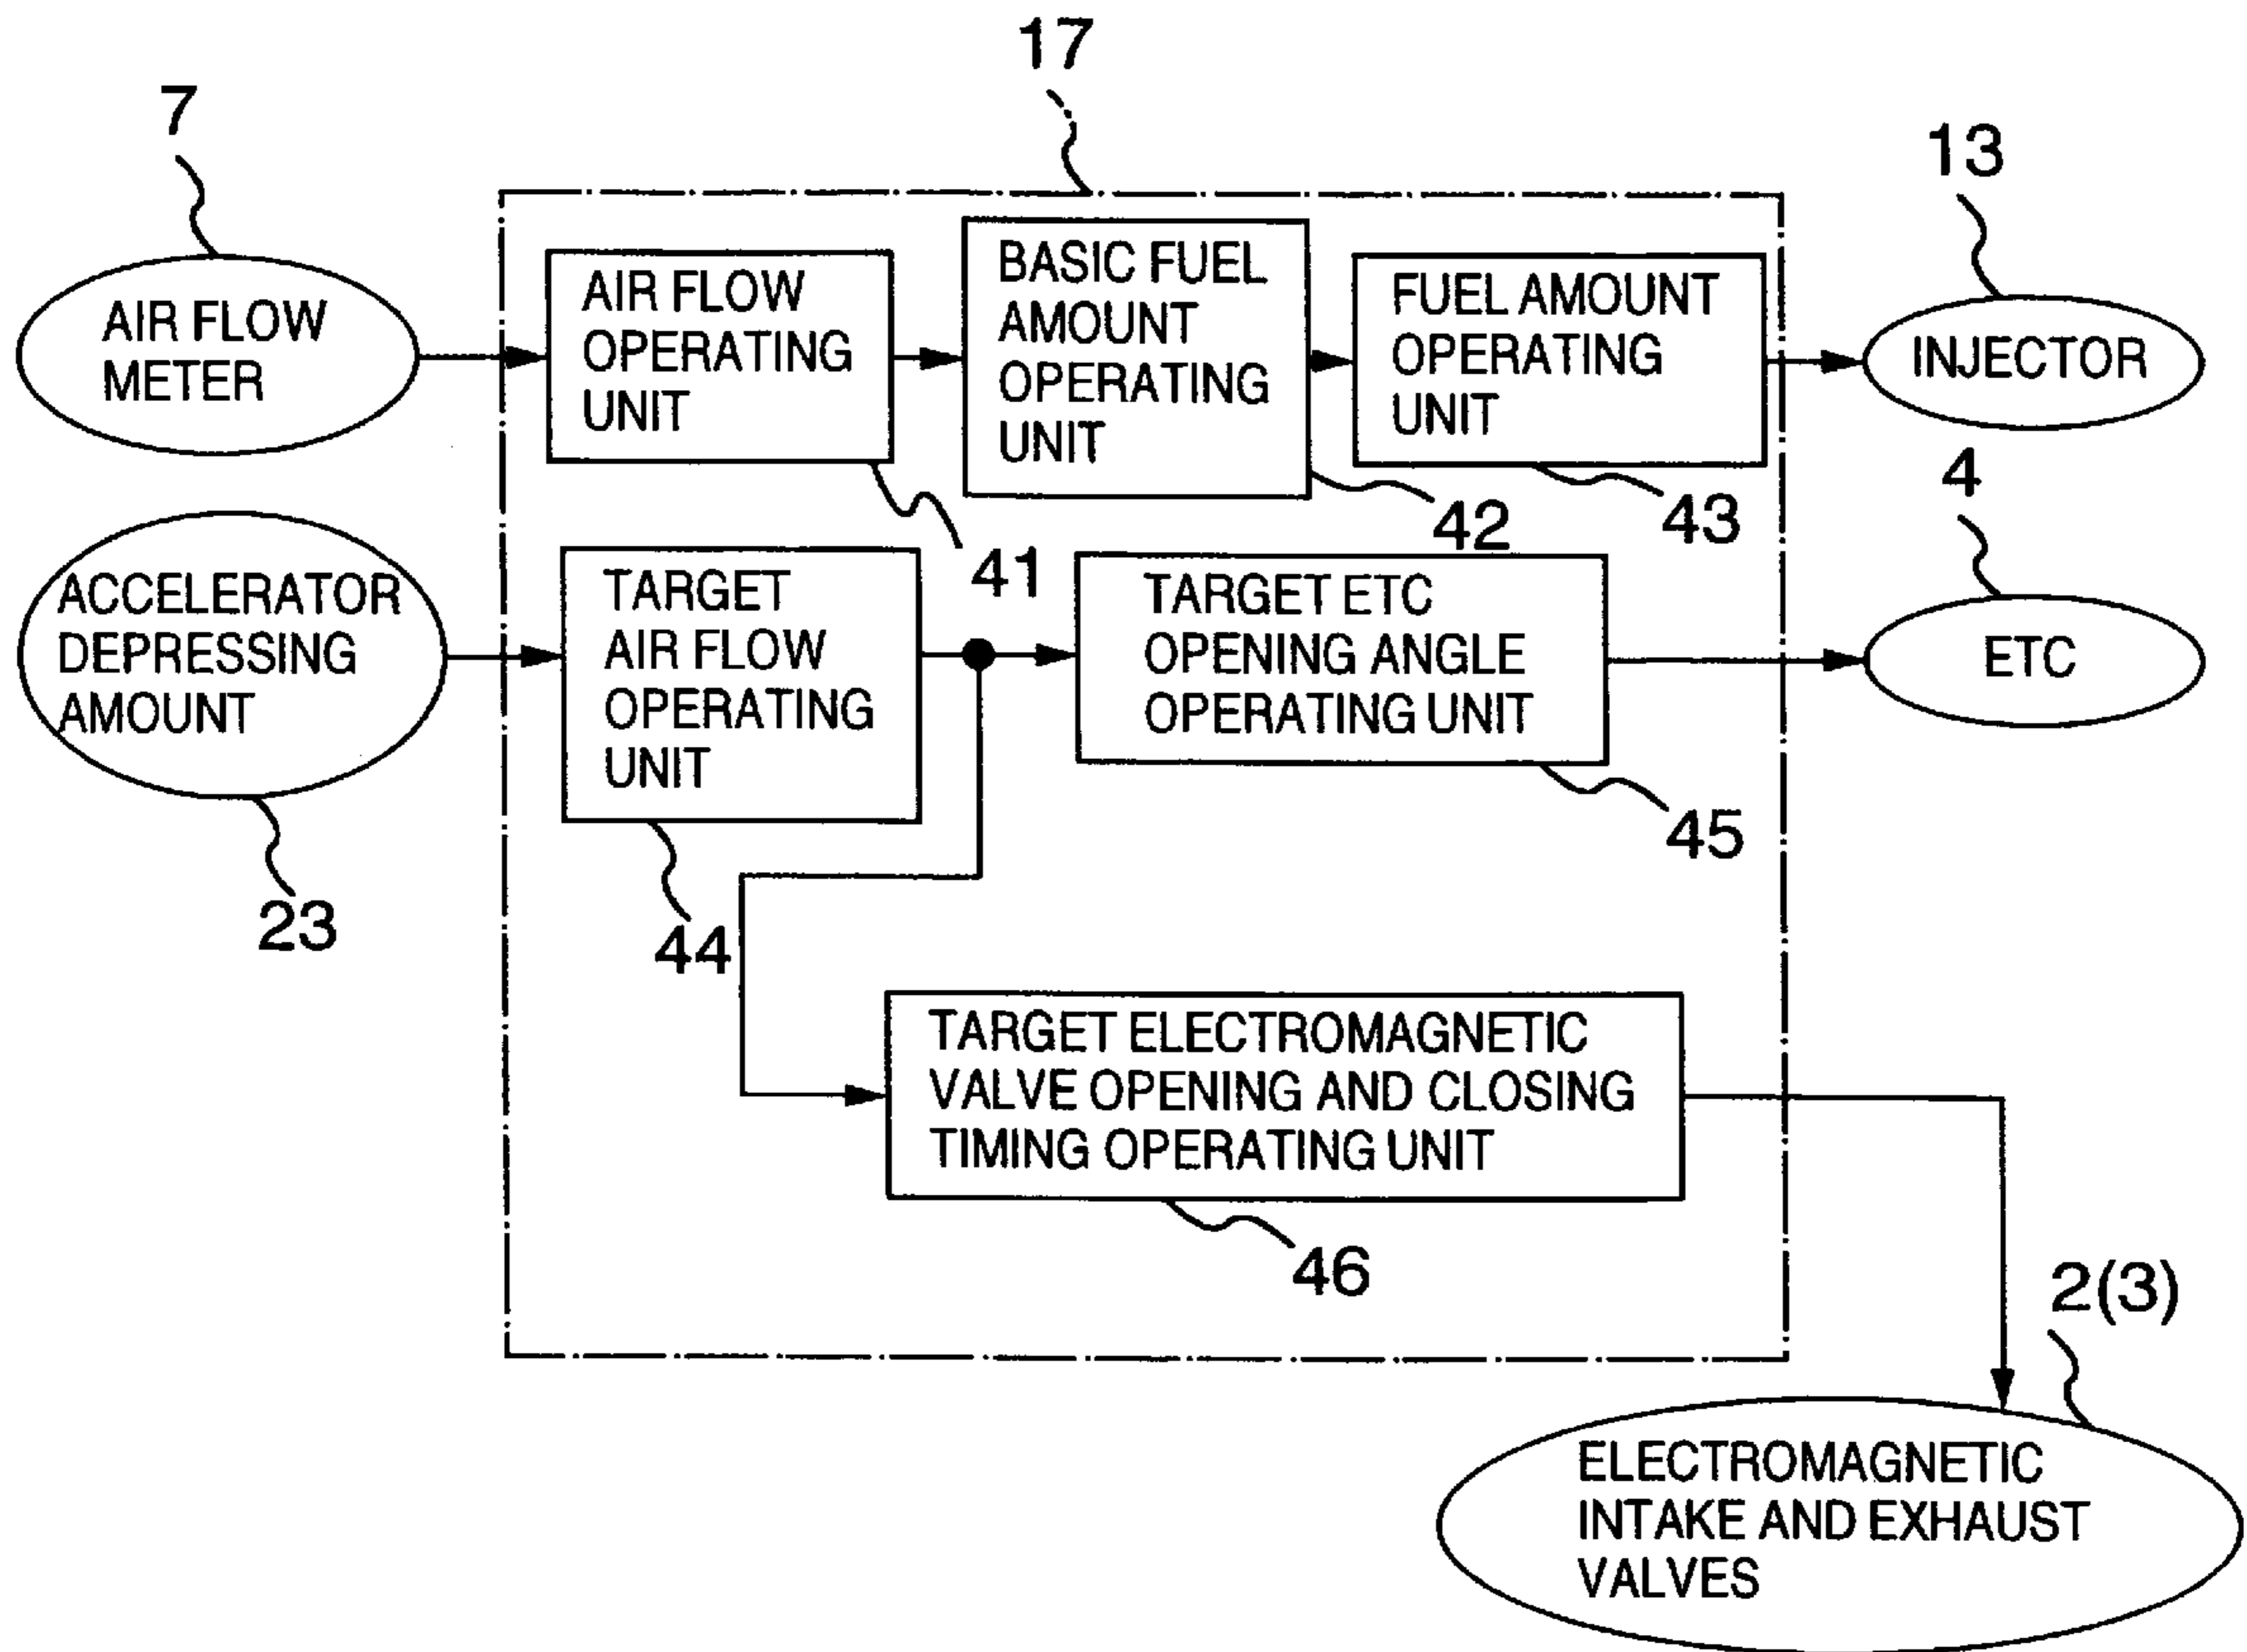 17
7
13
AIR FLOW
METER
AIR FLOW
OPERATING
UNIT
BASIC FUEL
AMOUNT
OPERATING
UNIT
FUEL AMOUNT
OPERATING
UNIT
INJECTOR
41
42
43
4
ACCELERATOR
DEPRESSING
AMOUNT
TARGET
AIR FLOW
OPERATING
UNIT
TARGET ETC
OPENING ANGLE
OPERATING UNIT
ETC
23
44
45
TARGET ELECTROMAGNETIC
VALVE OPENING AND CLOSING
TIMING OPERATING UNIT
46
2(3)
ELECTROMAGNETIC
INTAKE AND EXHAUST
VALVES